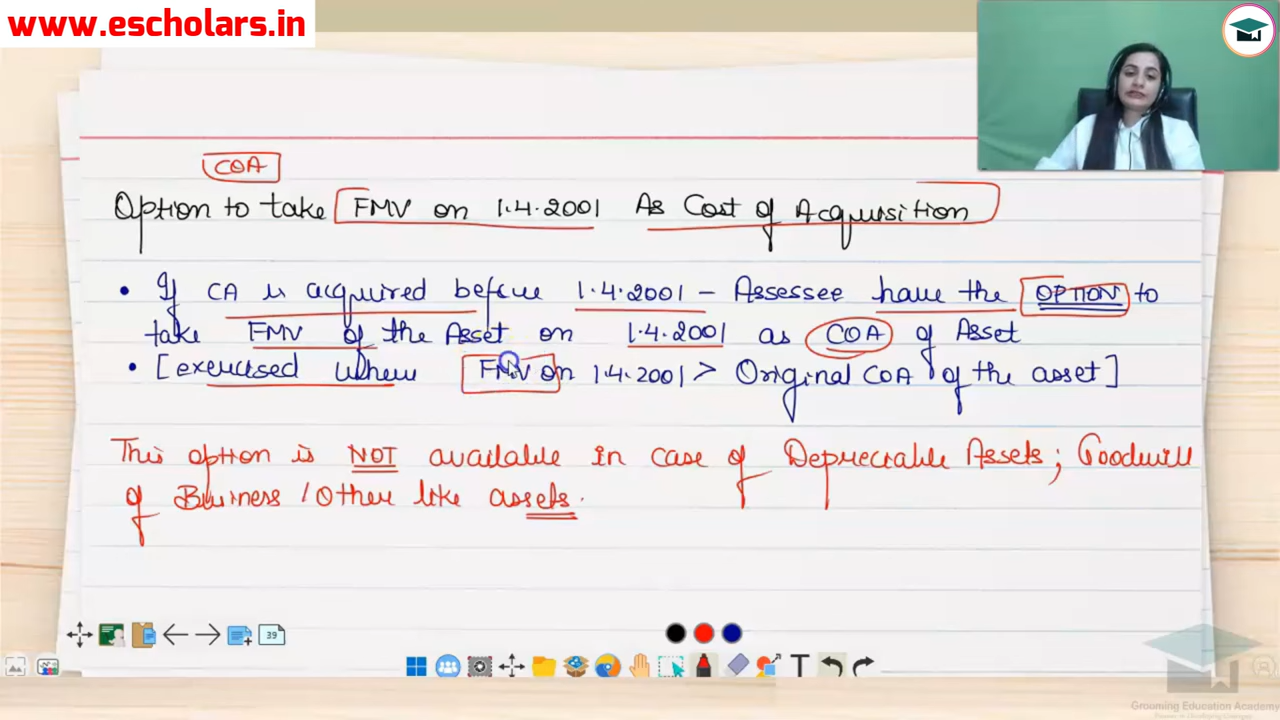 www.escholars.in
COA
Option to take FMV on 1.4.2001 As Cost of Acquisition
• If CA is acquired before 1.4.2001 - Assessee have the OPTION to
take FMV of the Asset on 1.4.2001 as COA of Asset
• [exercised where FMV on 1.4.2001 > Original COA of the asset]
This option is NOT available in case of Depreciable Assets; Goodwill
of Business / Other like assets.
39
T
Grooming Education Academy